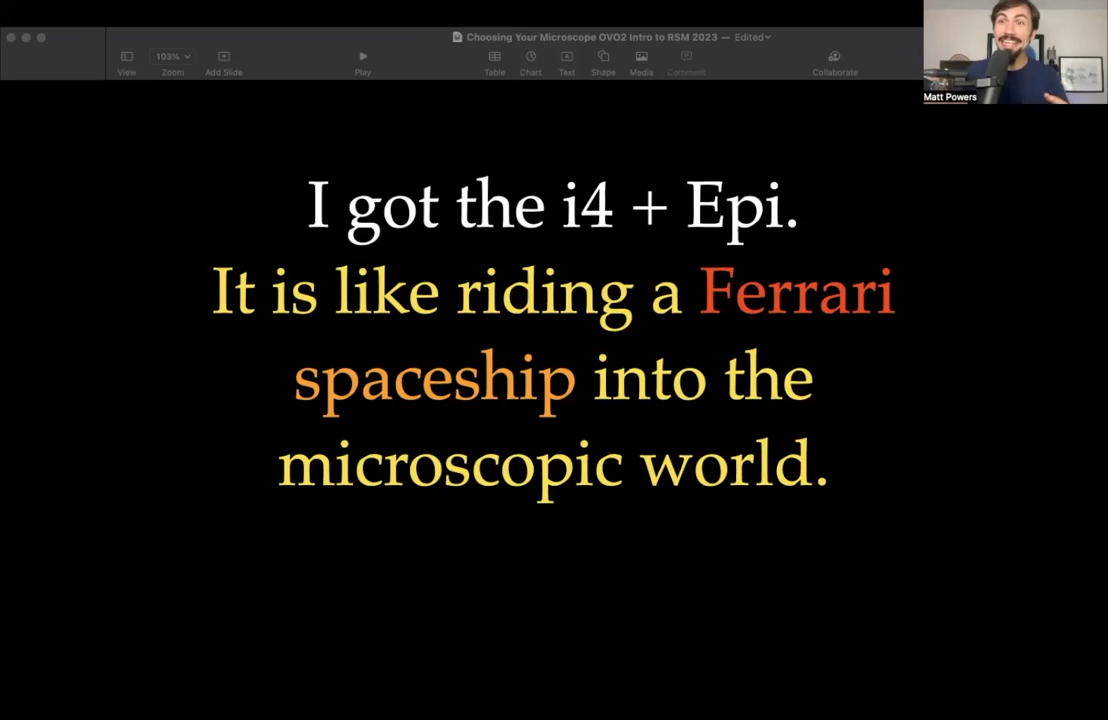 Choosing Your Microscope OVO2 Intro to RSM 2023 — Edited
103%
View
Zoom
Add Slide
Play
Table
Chart
Text
Shape
Media
Comment
Collaborate
Matt Powers
I got the i4 + Epi.
It is like riding a Ferrari
spaceship into the
microscopic world.